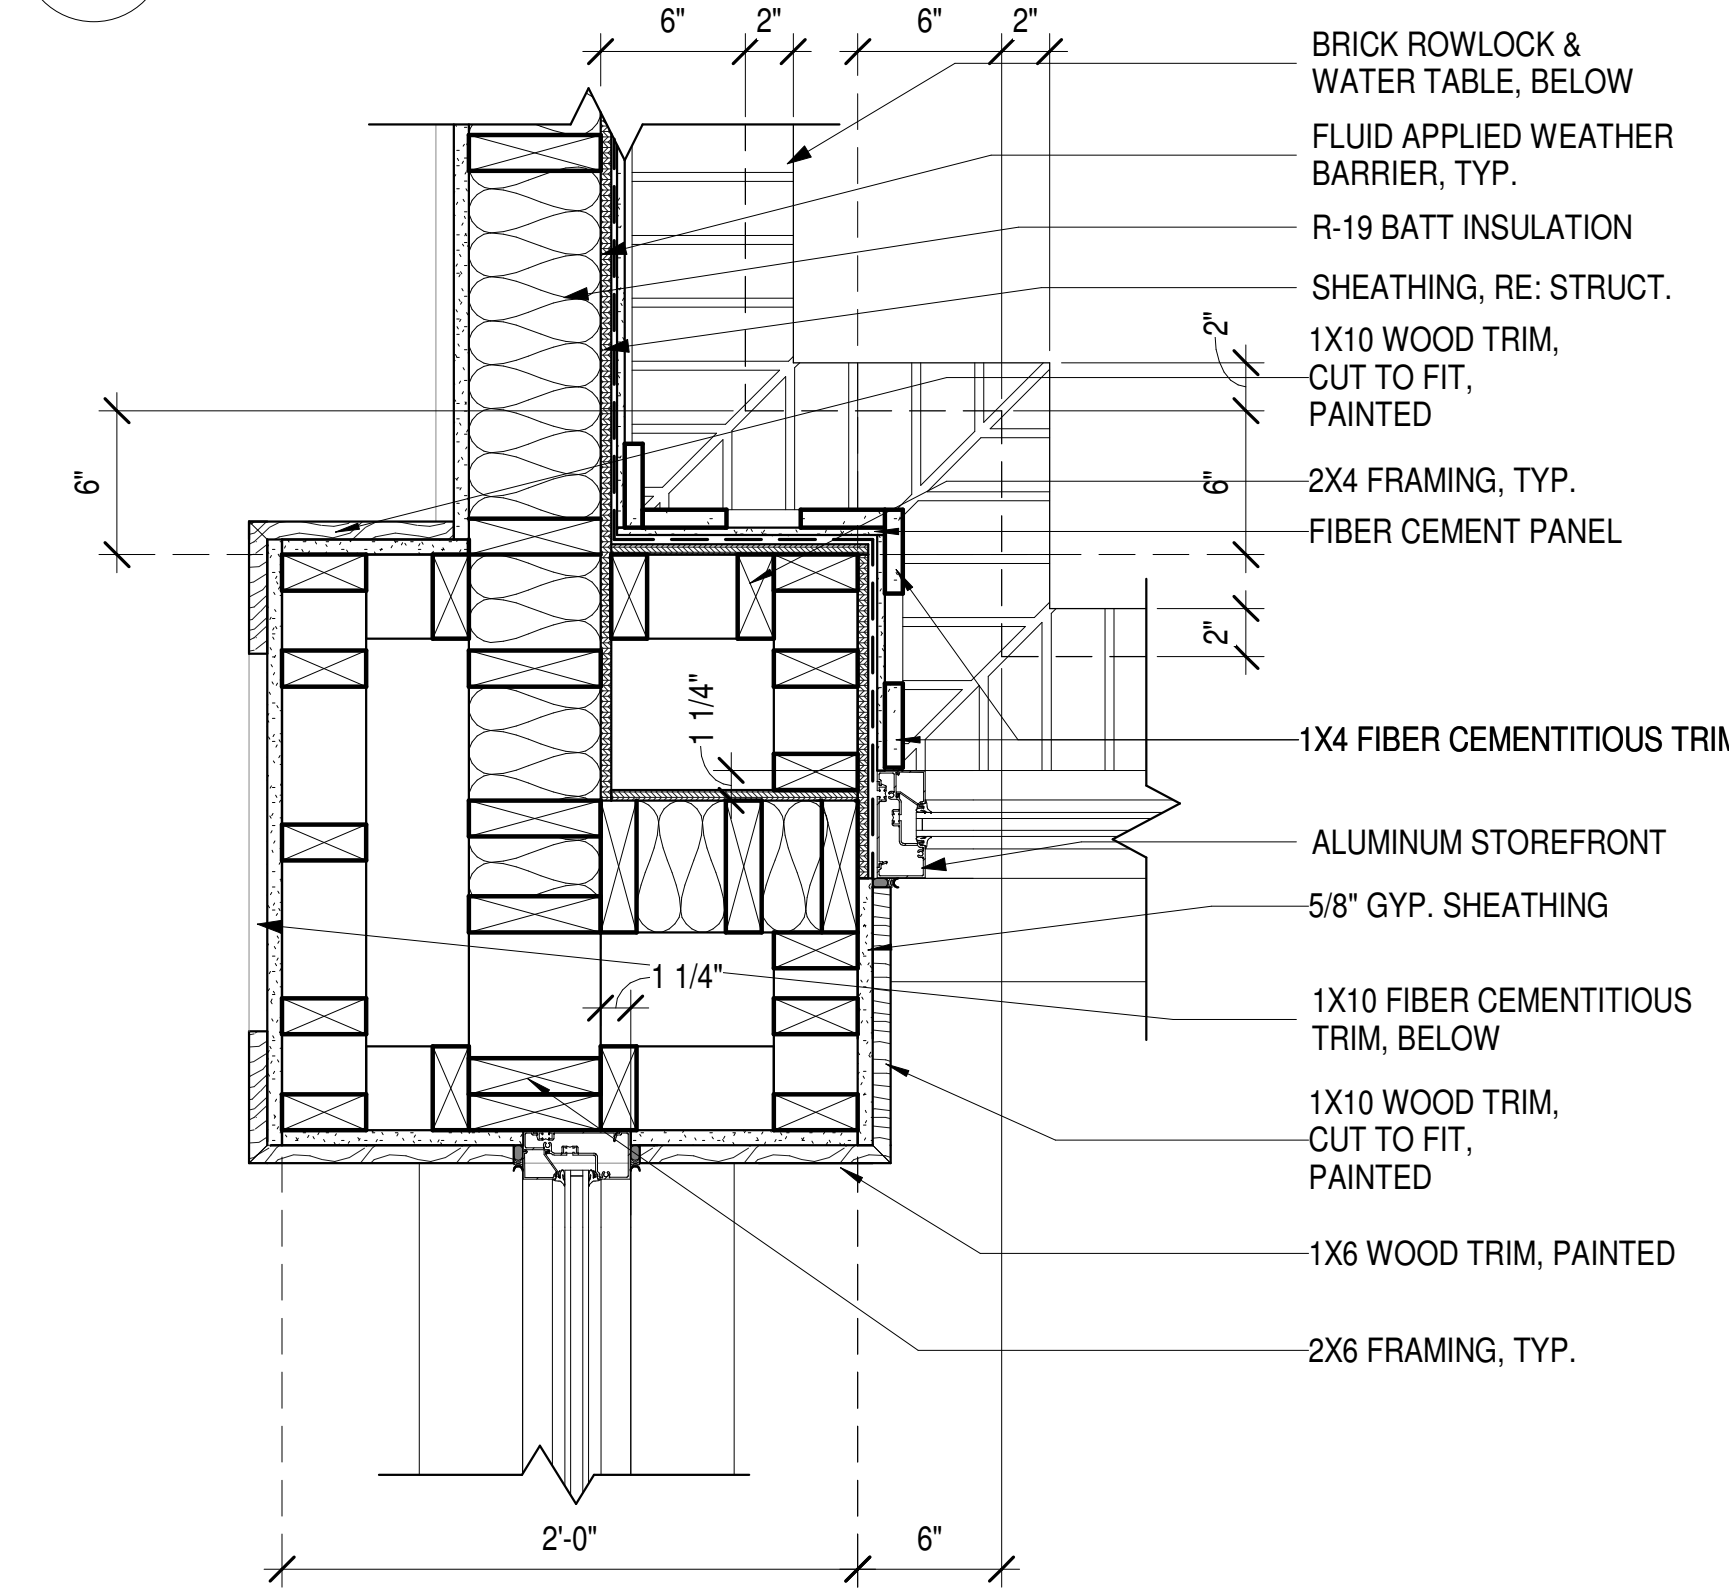 6" 2" 6" 2"
BRICK ROWLOCK &
WATER TABLE, BELOW
FLUID APPLIED WEATHER
BARRIER, TYP.
R-19 BATT INSULATION
SHEATHING, RE: STRUCT.
2"
1X10 WOOD TRIM,
CUT TO FIT,
PAINTED
6"
6"
2X4 FRAMING, TYP.
FIBER CEMENT PANEL
2"
1 1/4"
1X4 FIBER CEMENTITIOUS TRIM
ALUMINUM STOREFRONT
5/8" GYP. SHEATHING
1 1/4"
1X10 FIBER CEMENTITIOUS
TRIM, BELOW
1X10 WOOD TRIM,
CUT TO FIT,
PAINTED
1X6 WOOD TRIM, PAINTED
2X6 FRAMING, TYP.
2'-0" 6"